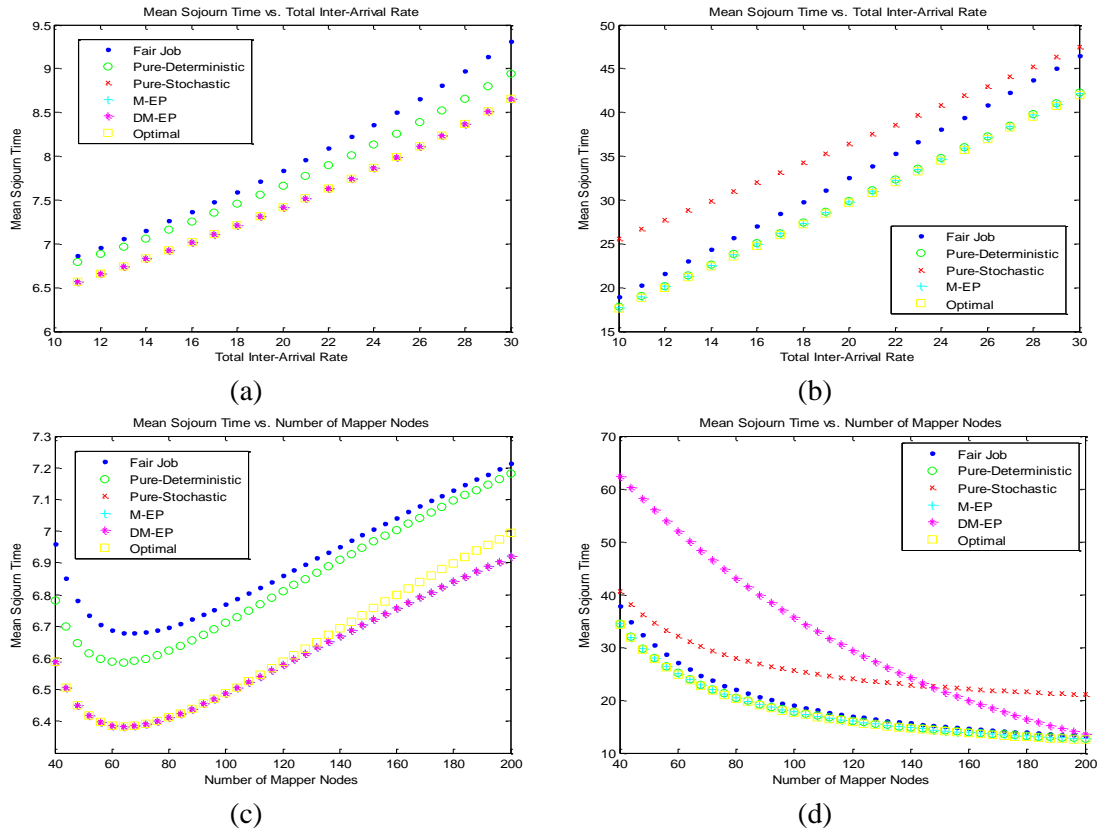 Mean Sojourn Time vs. Total Inter-Arrival Rate
9.5
9
8.5
8
7.5
7
6.5
6
Mean Sojourn Time
Fair Job
Pure-Deterministic
Pure-Stochastic
M-EP
DM-EP
Optimal
10 12 14 16 18 20 22 24 26 28 30
Total Inter-Arrival Rate
(a)
Mean Sojourn Time vs. Total Inter-Arrival Rate
50
45
40
35
30
25
20
15
Mean Sojourn Time
Fair Job
Pure-Deterministic
Pure-Stochastic
M-EP
Optimal
10 12 14 16 18 20 22 24 26 28 30
Total Inter-Arrival Rate
(b)
Mean Sojourn Time vs. Number of Mapper Nodes
7.3
7.2
7.1
7
6.9
6.8
6.7
6.6
6.5
6.4
Mean Sojourn Time
Fair Job
Pure-Deterministic
Pure-Stochastic
M-EP
DM-EP
Optimal
40 60 80 100 120 140 160 180 200
Number of Mapper Nodes
(c)
Mean Sojourn Time vs. Number of Mapper Nodes
70
60
50
40
30
20
10
Mean Sojourn Time
Fair Job
Pure-Deterministic
Pure-Stochastic
M-EP
DM-EP
Optimal
40 60 80 100 120 140 160 180 200
Number of Mapper Nodes
(d)